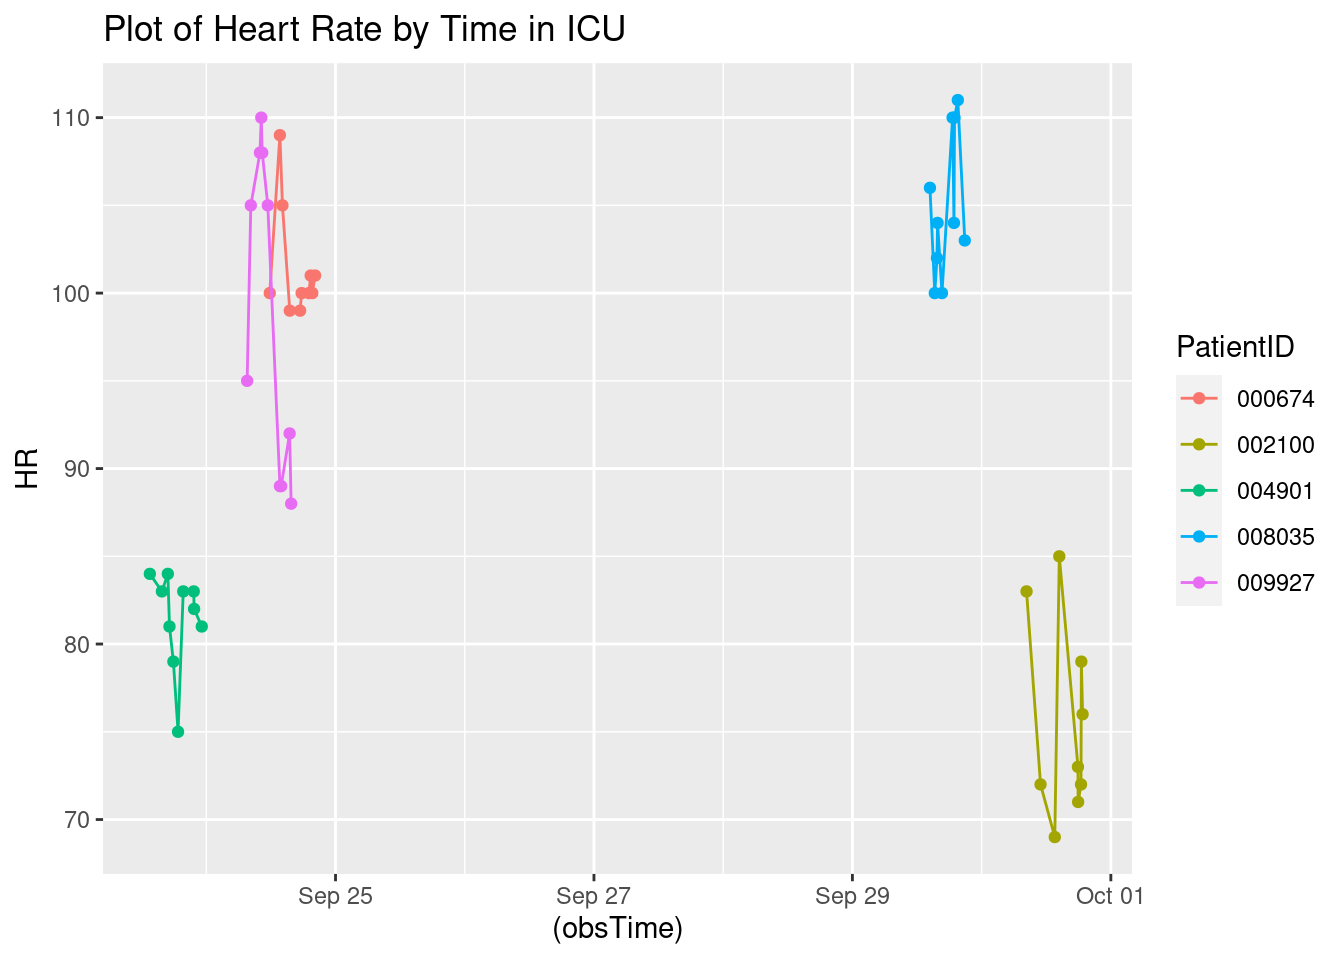 Plot of Heart Rate by Time in ICU
HR
110
100
90
80
70
Sep 25
Sep 27
Sep 29
Oct 01
(obsTime)
PatientID
000674
002100
004901
008035
009927